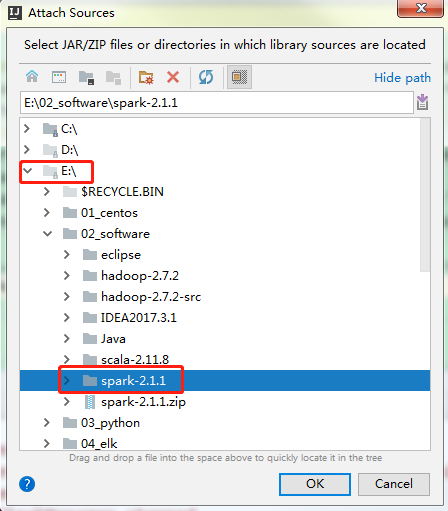 Attach Sources
Select JAR/ZIP files or directories in which library sources are located
Hide path
E:\02_software\spark-2.1.1
C:\
D:\
E:\
$RECYCLE.BIN
01_centos
02_software
eclipse
hadoop-2.7.2
hadoop-2.7.2-src
IDEA2017.3.1
Java
scala-2.11.8
spark-2.1.1
spark-2.1.1.zip
03_python
04_elk
Drag and drop a file into the space above to quickly locate it in the tree
? OK Cancel